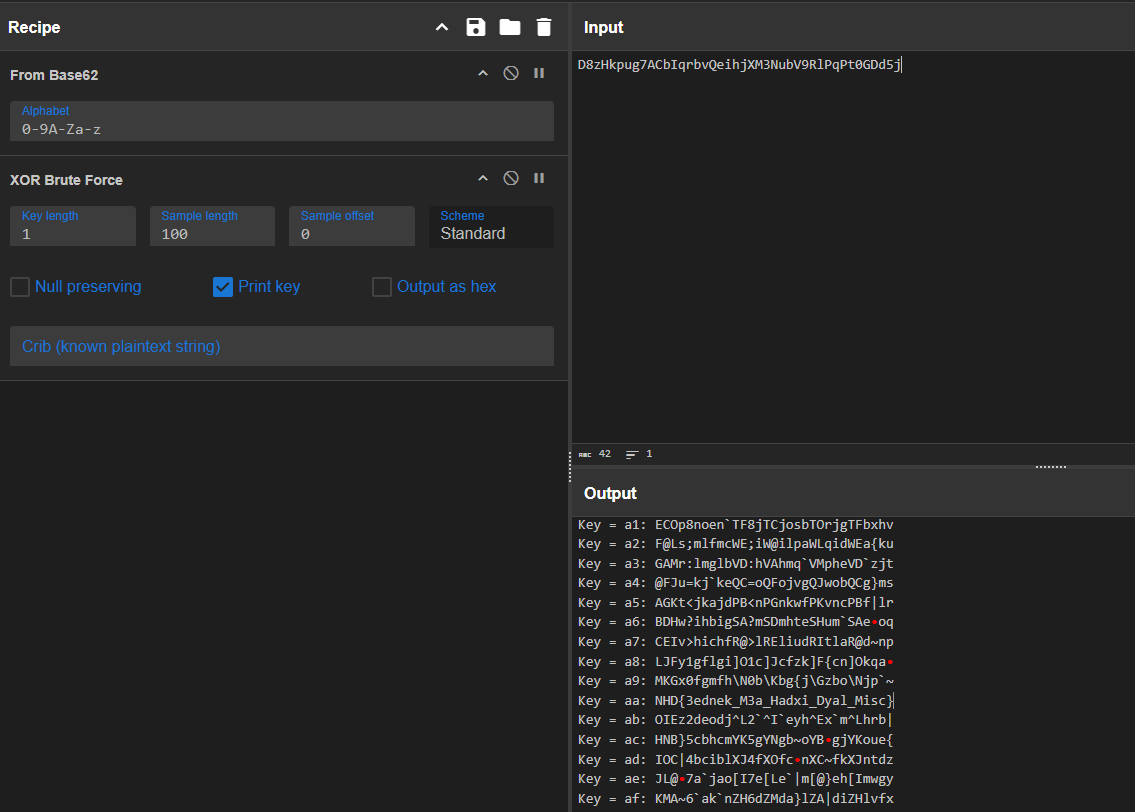 Recipe
From Base62
Alphabet
0-9A-Za-z
XOR Brute Force
Key length
1
Sample length
100
Sample offset
0
Scheme
Standard
Null preserving
Print key
Output as hex
Crib (known plaintext string)
Input
D8zHkpug7ACbIqrbvQeihjXM3NubV9RlPqPt0GDd5j
ABC 42 1
Output
Key = a1: ECOp8noen`TF8jTCjosbTOrjgTFbxhv
Key = a2: F@Ls;mlfmcWE;iW@ilpaWLqidWEa{ku
Key = a3: GAMr:lmglbVD:hVAhmq`VMpheVD`zjt
Key = a4: @FJu=kj`keQC=oQFojvgQJwobQCg}ms
Key = a5: AGKt<jkajdPB<nPGnkwfPKvncPBf|lr
Key = a6: BDHw?ihbigSA?mSDmhteSHum`SAe•oq
Key = a7: CEIv>hichfR@>lREliudRItlaR@d~np
Key = a8: LJFy1gflgi]O1c]Jcfzk]F{cn]Okqa•
Key = a9: MKGx0fgmfh\N0b\Kbg{j\Gzbo\Njp`~
Key = aa: NHD{3ednek_M3a_Hadxi_Dyal_Misc}
Key = ab: OIEz2deodj^L2`^I`eyh^Ex`m^Lhrb|
Key = ac: HNB}5cbhcmYK5gYNgb~oYB•gjYKoue{
Key = ad: IOC|4bciblXJ4fXOfc•nXC~fkXJntdz
Key = ae: JL@•7a`jao[I7e[Le`|m[@}eh[Imwgy
Key = af: KMA~6`ak`nZH6dZMda}lZA|diZHlvfx